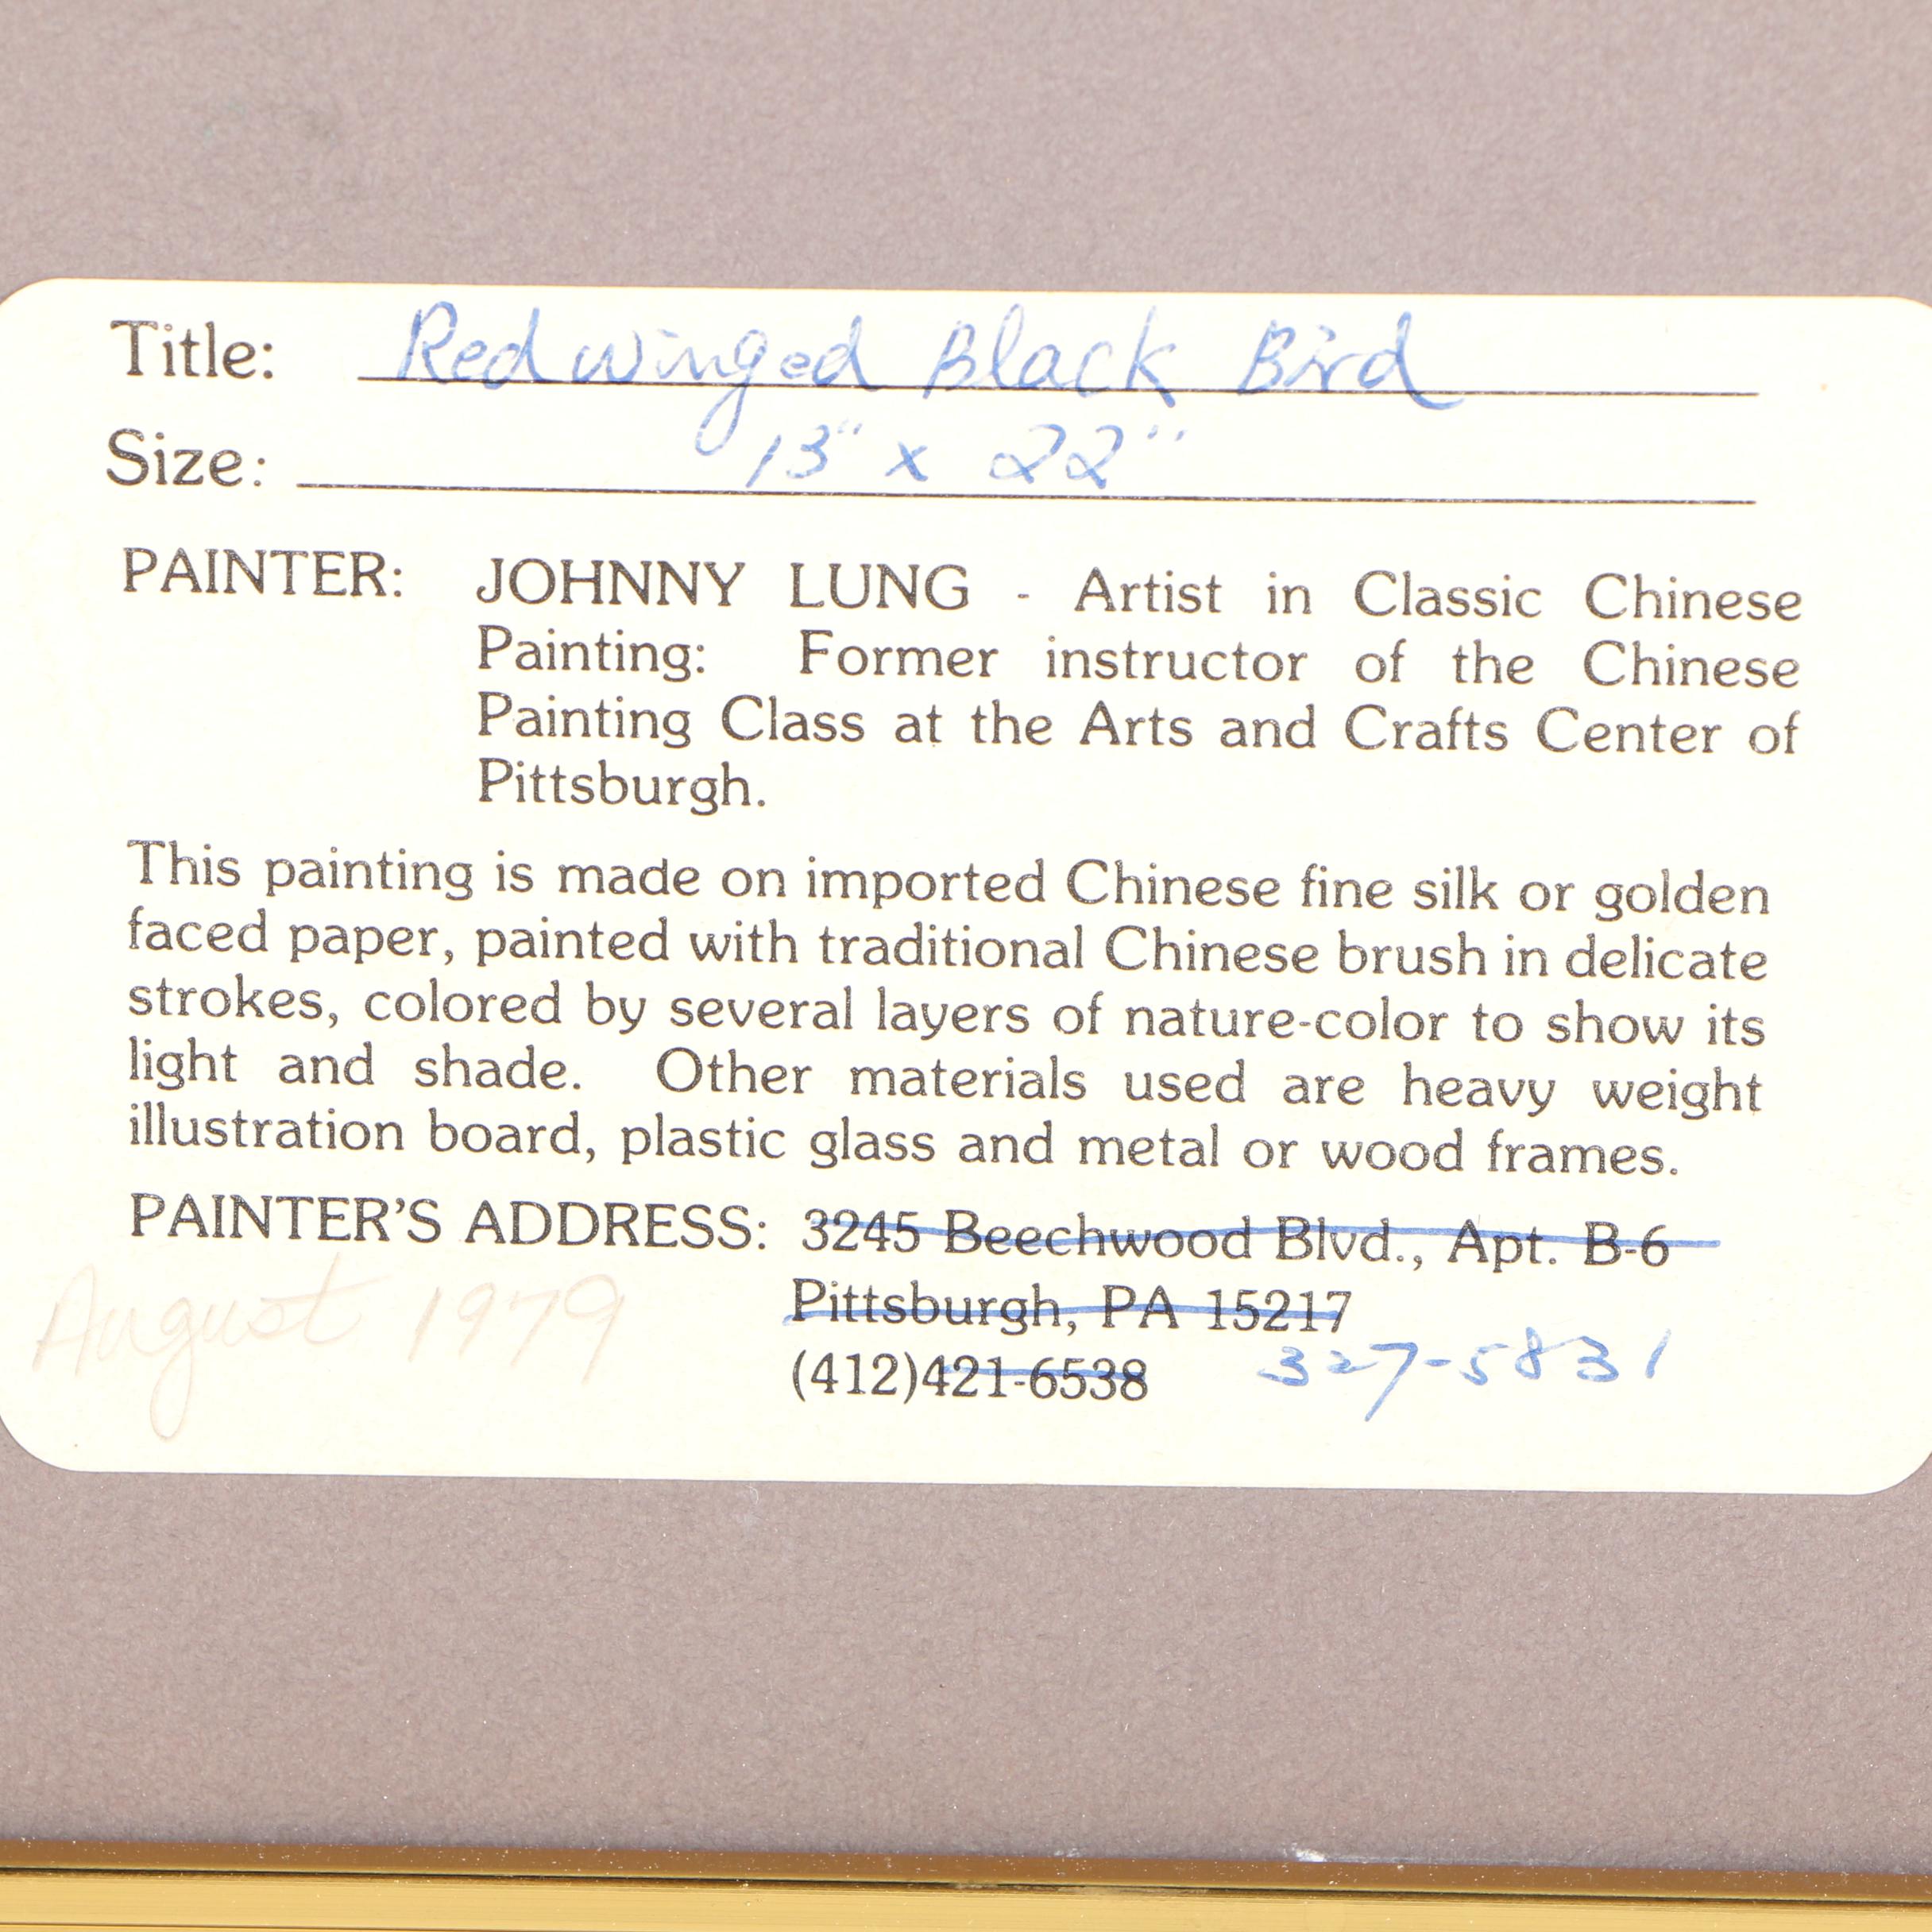 Title: Red winged Black Bird
Size: 13" x 22"
PAINTER: JOHNNY LUNG - Artist in Classic Chinese
Painting: Former instructor of the Chinese
Painting Class at the Arts and Crafts Center of
Pittsburgh.
This painting is made on imported Chinese fine silk or golden
faced paper, painted with traditional Chinese brush in delicate
strokes, colored by several layers of nature-color to show its
light and shade. Other materials used are heavy weight
illustration board, plastic glass and metal or wood frames.
PAINTER'S ADDRESS: 3245 Beechwood Blvd., Apt. B-6
Pittsburgh, PA 15217
August 1979
(412)421-6538 327-5831